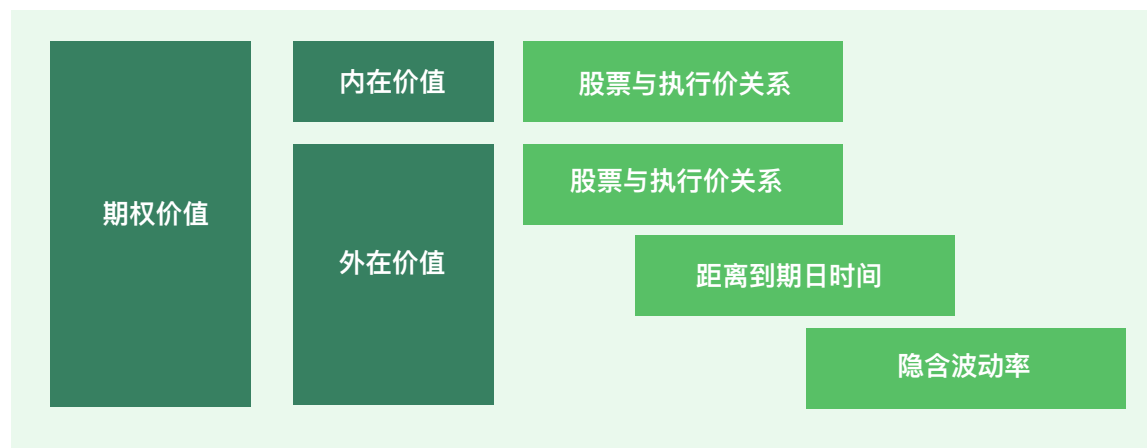 期权价值
内在价值
股票与执行价关系
外在价值
股票与执行价关系
距离到期日时间
隐含波动率